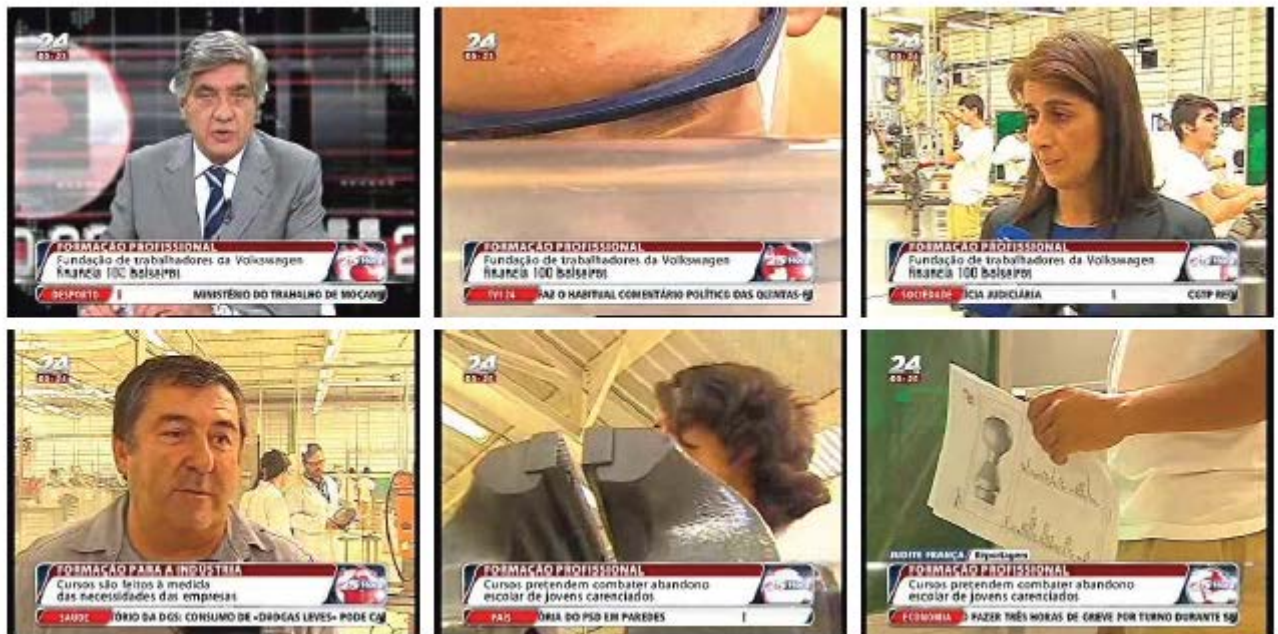 24
FORMAÇÃO PROFISSIONAL
Fundação de trabalhadores da Volkswagen
financia 100 bolseiros
DESPORTO MINISTÉRIO DO TRABALHO DE MOÇAM
24
FORMAÇÃO PROFISSIONAL
Fundação de trabalhadores da Volkswagen
financia 100 bolseiros
TVI 24 FAZ O HABITUAL COMENTÁRIO POLÍTICO DAS QUINTAS-
24
FORMAÇÃO PROFISSIONAL
Fundação de trabalhadores da Volkswagen
financia 100 bolseiros
SOCIEDADE ÍCIA JUDICIÁRIA CGTP
24
FORMAÇÃO PARA A INDÚSTRIA
Cursos são feitos à medida
das necessidades das empresas
SAÚDE TÓRIO DA DGS: CONSUMO DE «DROGAS LEVES» PODE
24
FORMAÇÃO PROFISSIONAL
Cursos pretendem combater abandono
escolar de jovens carenciados
PAÍS ÓRIA DO PSD EM PAREDES
24
JUDITE FRANÇA Reportagem
FORMAÇÃO PROFISSIONAL
Cursos pretendem combater abandono
escolar de jovens carenciados
ECONOMIA FAZER TRÊS HORAS DE GREVE POR TURNO DURANTE